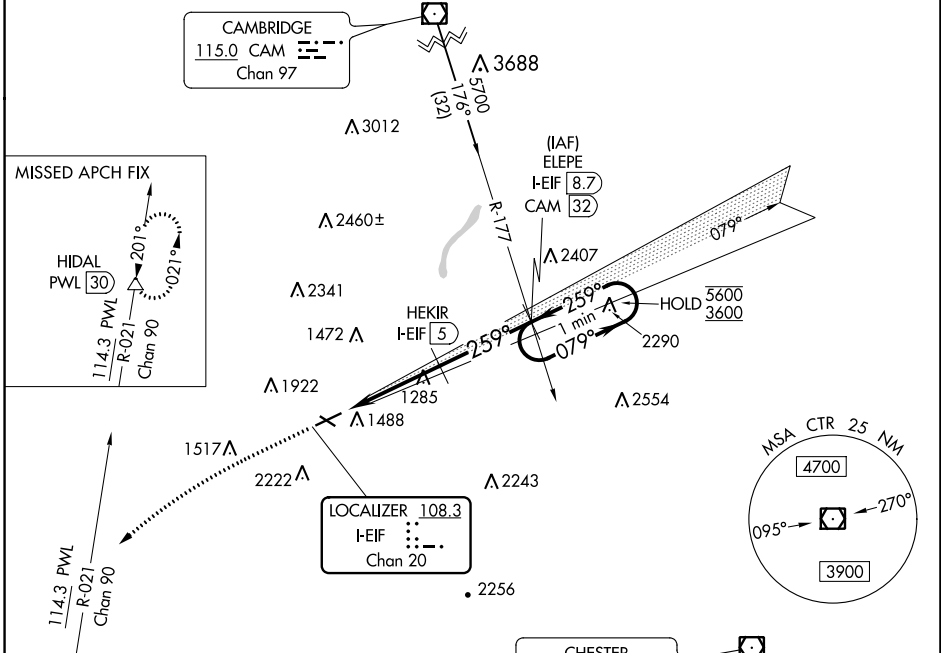 CAMBRIDGE
115.0 CAM
Chan 97
3688
5700
176°
(32)
3012
(IAF)
ELEPE
I-EIF 8.7
CAM 32
MISSED APCH FIX
201°
021°
HIDAL
PWL 30
114.3 PWL
R-021
Chan 90
R-177
079°
2460±
2407
2341
259°
HOLD 5600
3600
HEKIR
I-EIF 5
1 min
1472
259°
079°
2290
1922
1285
2554
1488
1517
MSA CTR 25 NM
4700
2222
2243
270°
095°
LOCALIZER 108.3
I-EIF
Chan 20
3900
114.3 PWL
R-021
Chan 90
2256
CHESTER